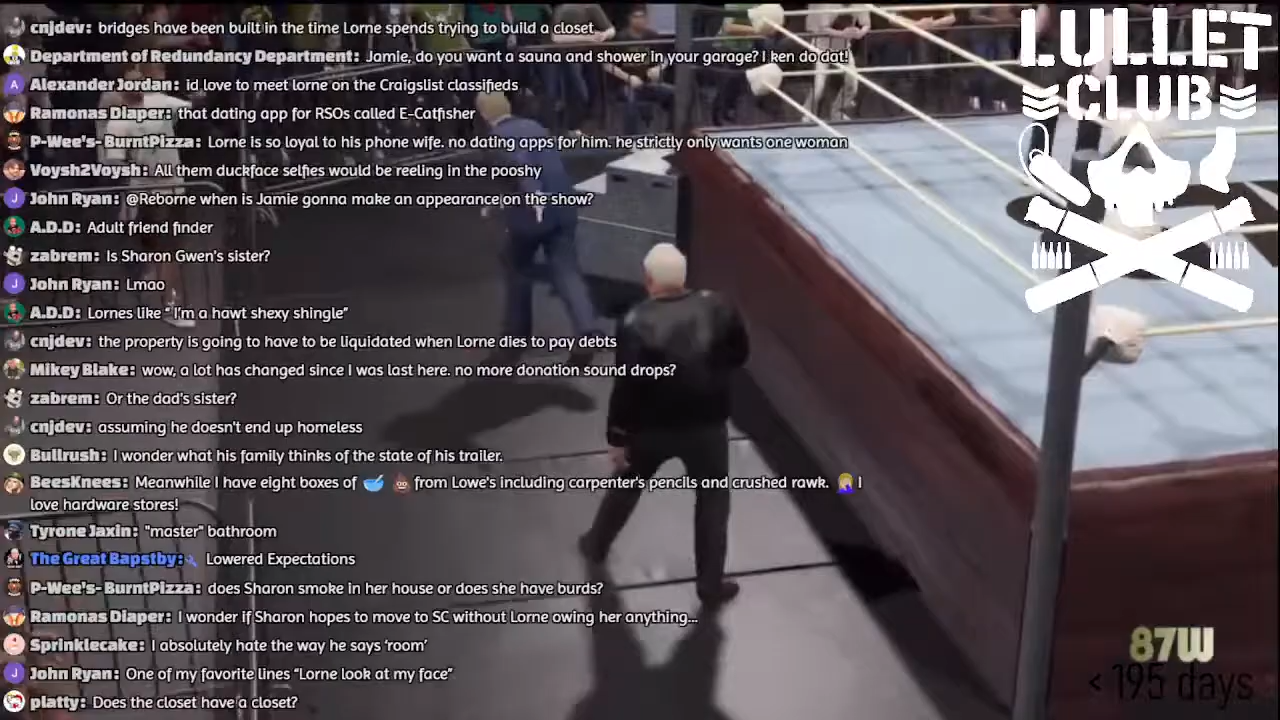 cnjdev: bridges have been built in the time Lorne spends trying to build a closet
Department of Redundancy Department: Jamie, do you want a sauna and shower in your garage? I ken do dat!
Alexander Jordan: id love to meet lorne on the Craigslist classifieds
Ramonas Diaper: that dating app for RSOs called E-Catfisher
P-Wee's- BurntPizza: Lorne is so loyal to his phone wife. no dating apps for him. he strictly only wants one woman
Voysh2Voysh: All them duckface selfies would be reeling in the pooshy
John Ryan: @Reborne when is Jamie gonna make an appearance on the show?
A.D.D: Adult friend finder
zabrem: Is Sharon Gwen's sister?
John Ryan: Lmao
A.D.D: Lornes like “ I'm a hawt shexy shingle”
cnjdev: the property is going to have to be liquidated when Lorne dies to pay debts
Mikey Blake: wow, a lot has changed since I was last here. no more donation sound drops?
zabrem: Or the dad's sister?
cnjdev: assuming he doesn't end up homeless
Bullrush: I wonder what his family thinks of the state of his trailer.
BeesKnees: Meanwhile I have eight boxes of 🥣 💩 from Lowe's including carpenter's pencils and crushed rawk. 🤦‍♀️ I
love hardware stores!
Tyrone Jaxin: "master" bathroom
The Great Bapstby:🔧 Lowered Expectations
P-Wee's- BurntPizza: does Sharon smoke in her house or does she have burds?
Ramonas Diaper: I wonder if Sharon hopes to move to SC without Lorne owing her anything...
Sprinklecake: I absolutely hate the way he says ‘room’
John Ryan: One of my favorite lines “Lorne look at my face”
platty: Does the closet have a closet?
LULLET
CLUB
87W
< 195 days